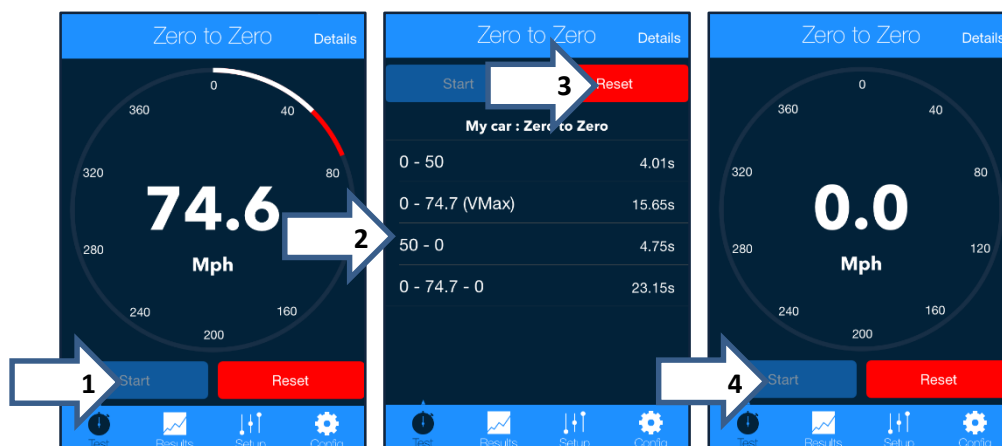 Zero to Zero Details
0
40
80
160
200
240
280
320
360
74.6
Mph
1
Start Reset
Test Results Setup Config
Zero to Zero Details
Start 3 Reset
My car : Zero to Zero
0 - 50 4.01s
0 - 74.7 (VMax) 15.65s
2
50 - 0 4.75s
0 - 74.7 - 0 23.15s
Test Results Setup Config
Zero to Zero Details
0
40
80
120
160
200
240
280
320
360
0.0
Mph
4
Start Reset
Test Results Setup Config